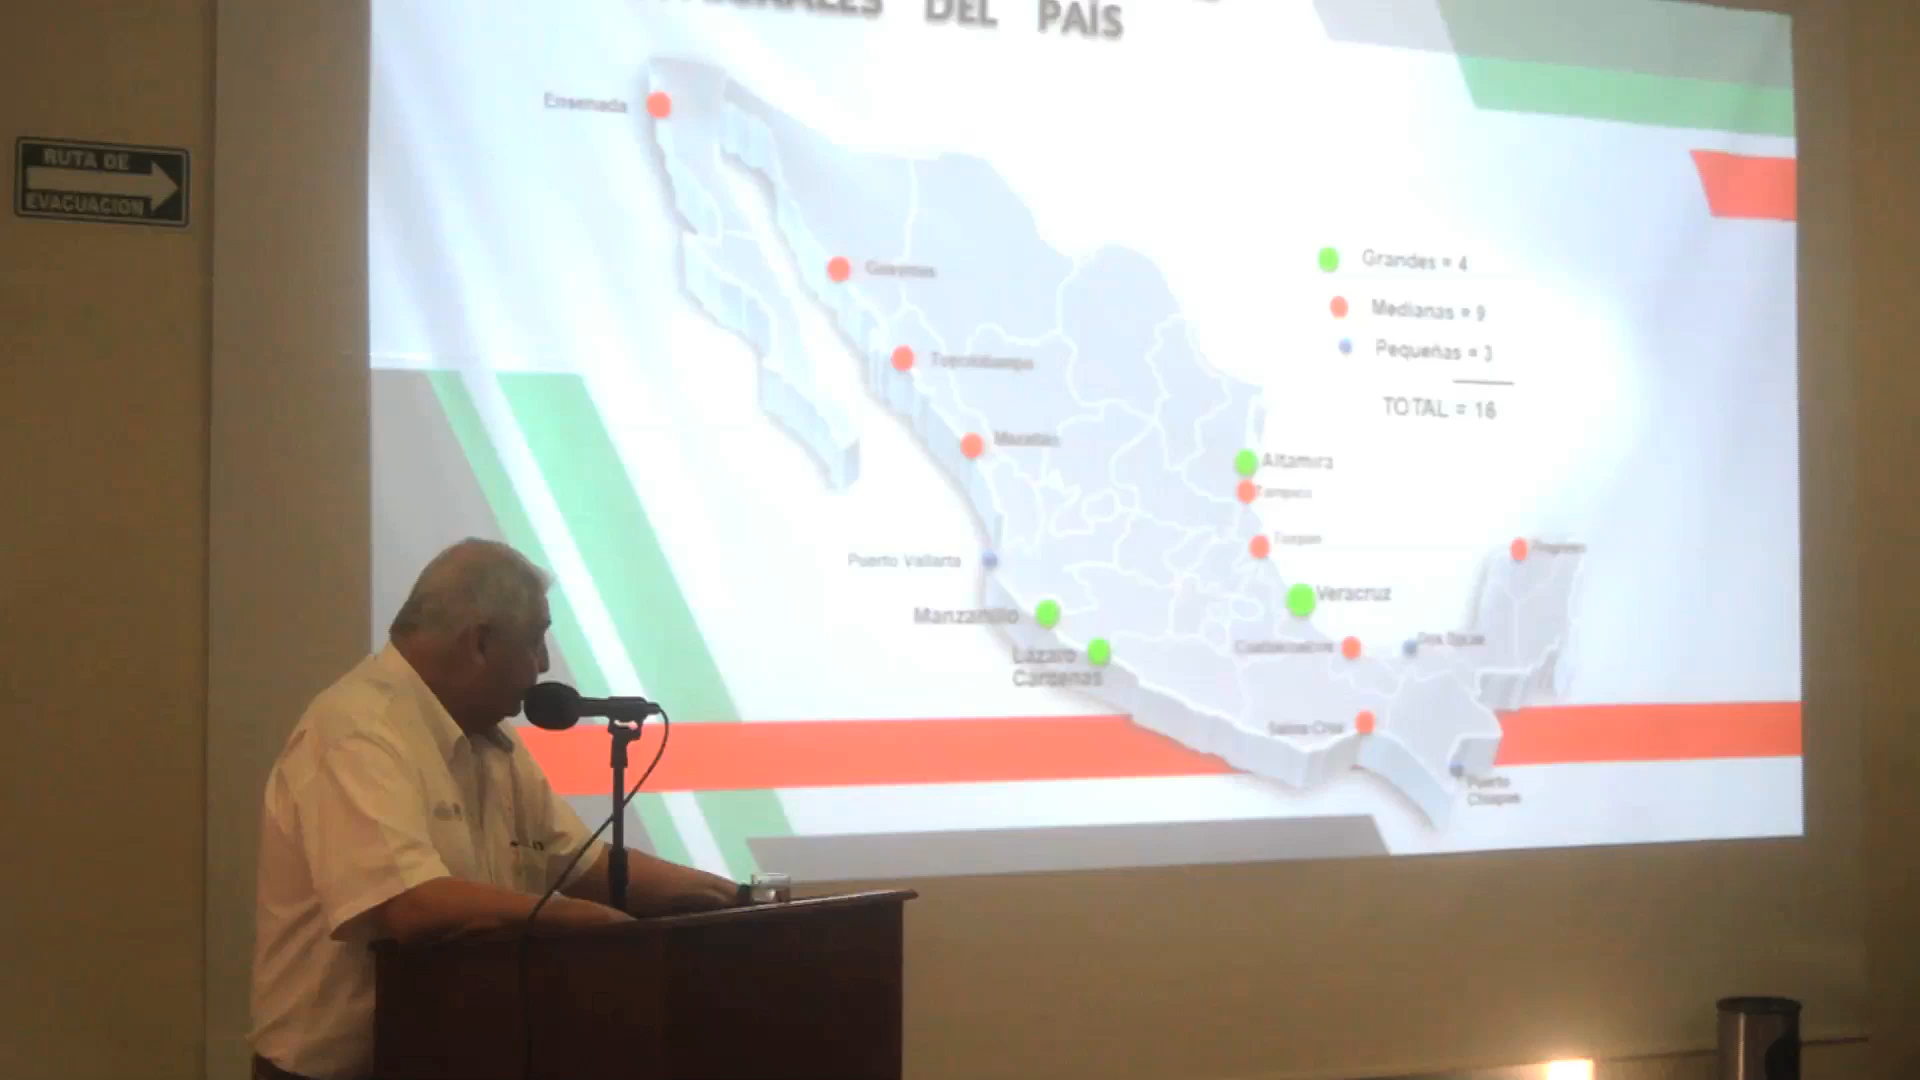 DEL PAÍS
RUTA DE
EVACUACION
Ensenada
Guaymas
Topolobampo
Mazatlán
Grandes = 4
Medianas = 9
Pequeñas = 3
TOTAL = 16
Altamira
Tampico
Tuxpan
Progreso
Puerto Vallarta
Veracruz
Manzanillo
Lázaro
Cárdenas
Coatzacoalcos
Dos Bocas
Salina Cruz
Puerto
Chiapas